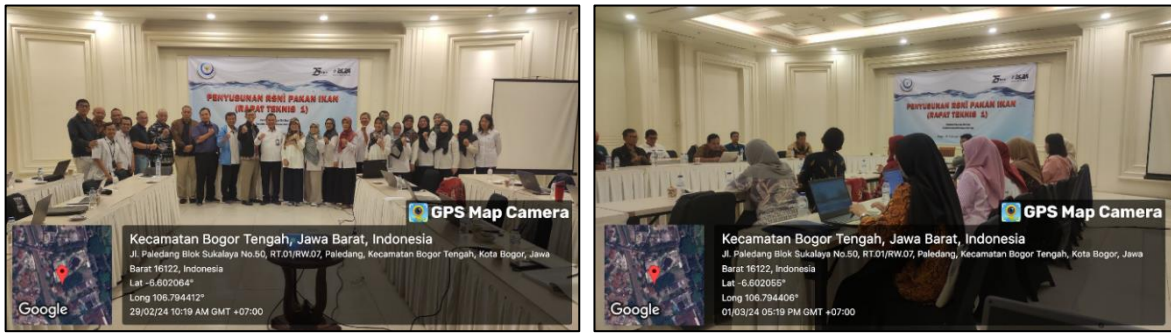 PENYUSUNAN RSNI PAKAN IKAN
(RAPAT TEKNIS 1)
GPS Map Camera
Google
Kecamatan Bogor Tengah, Jawa Barat, Indonesia
Jl. Paledang Blok Sukalaya No.50, RT.01/RW.07, Paledang, Kecamatan Bogor Tengah, Kota Bogor, Jawa
Barat 16122, Indonesia
Lat -6.602064°
Long 106.794412°
29/02/24 10:19 AM GMT +07:00
PENYUSUNAN RSNI PAKAN IKAN
(RAPAT TEKNIS 1)
GPS Map Camera
Google
Kecamatan Bogor Tengah, Jawa Barat, Indonesia
Jl. Paledang Blok Sukalaya No.50, RT.01/RW.07, Paledang, Kecamatan Bogor Tengah, Kota Bogor, Jawa
Barat 16122, Indonesia
Lat -6.602055°
Long 106.794406°
01/03/24 05:19 PM GMT +07:00